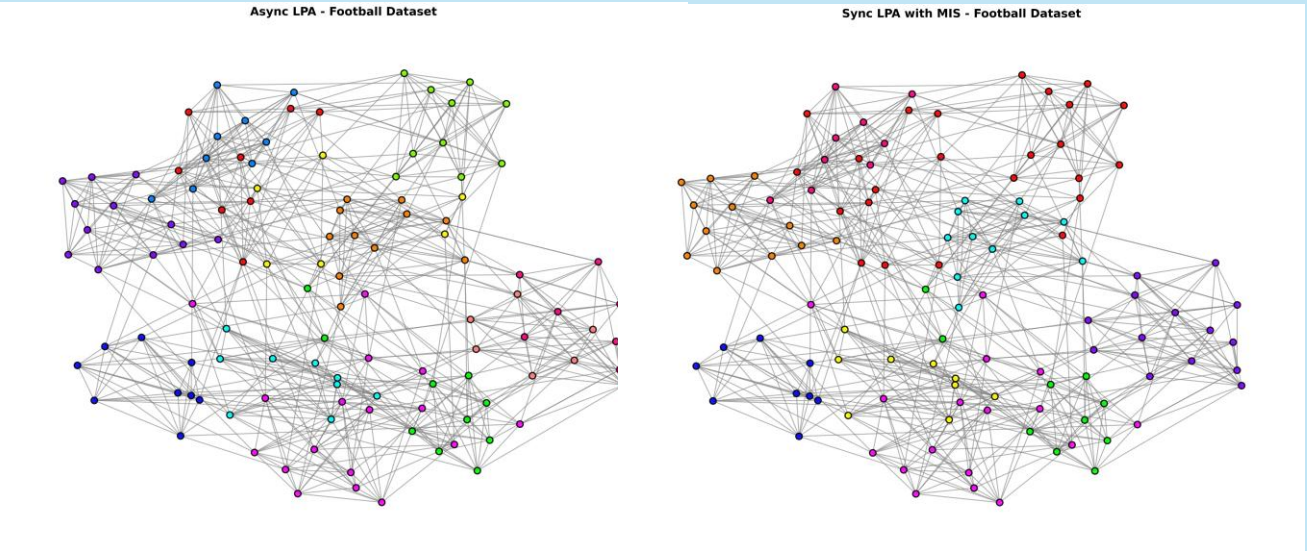 Async LPA - Football Dataset
Sync LPA with MIS - Football Dataset